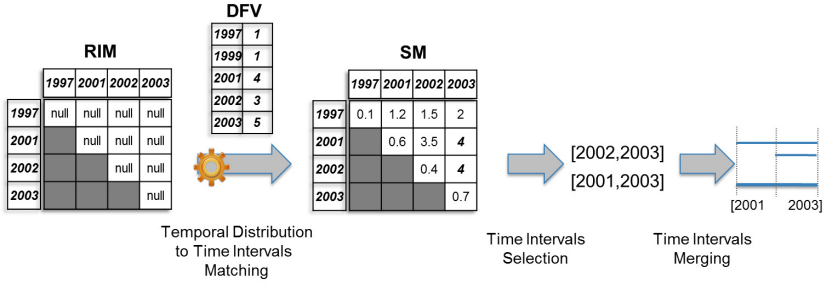 DFV
1997 1
1999 1
2001 4
2002 3
2003 5
RIM
1997 2001 2002 2003
1997 null null null null
2001 null null null
2002 null null
2003 null
SM
1997 2001 2002 2003
1997 0.1 1.2 1.5 2
2001 0.6 3.5 4
2002 0.4 4
2003 0.7
Temporal Distribution
to Time Intervals
Matching
[2002,2003]
[2001,2003]
Time Intervals
Selection
[2001 2003]
Time Intervals
Merging